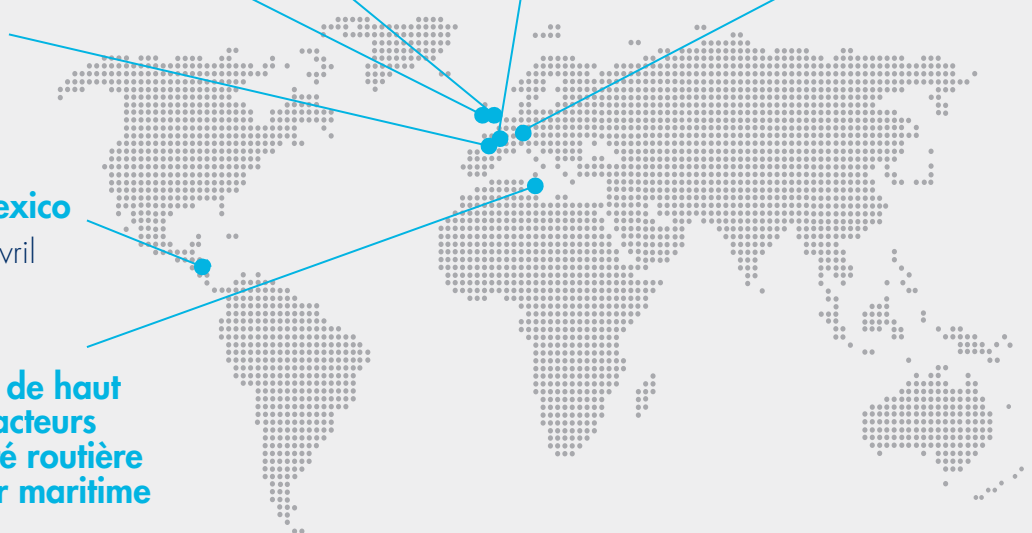 exico
vril
de haut
acteurs
é routière
r maritime